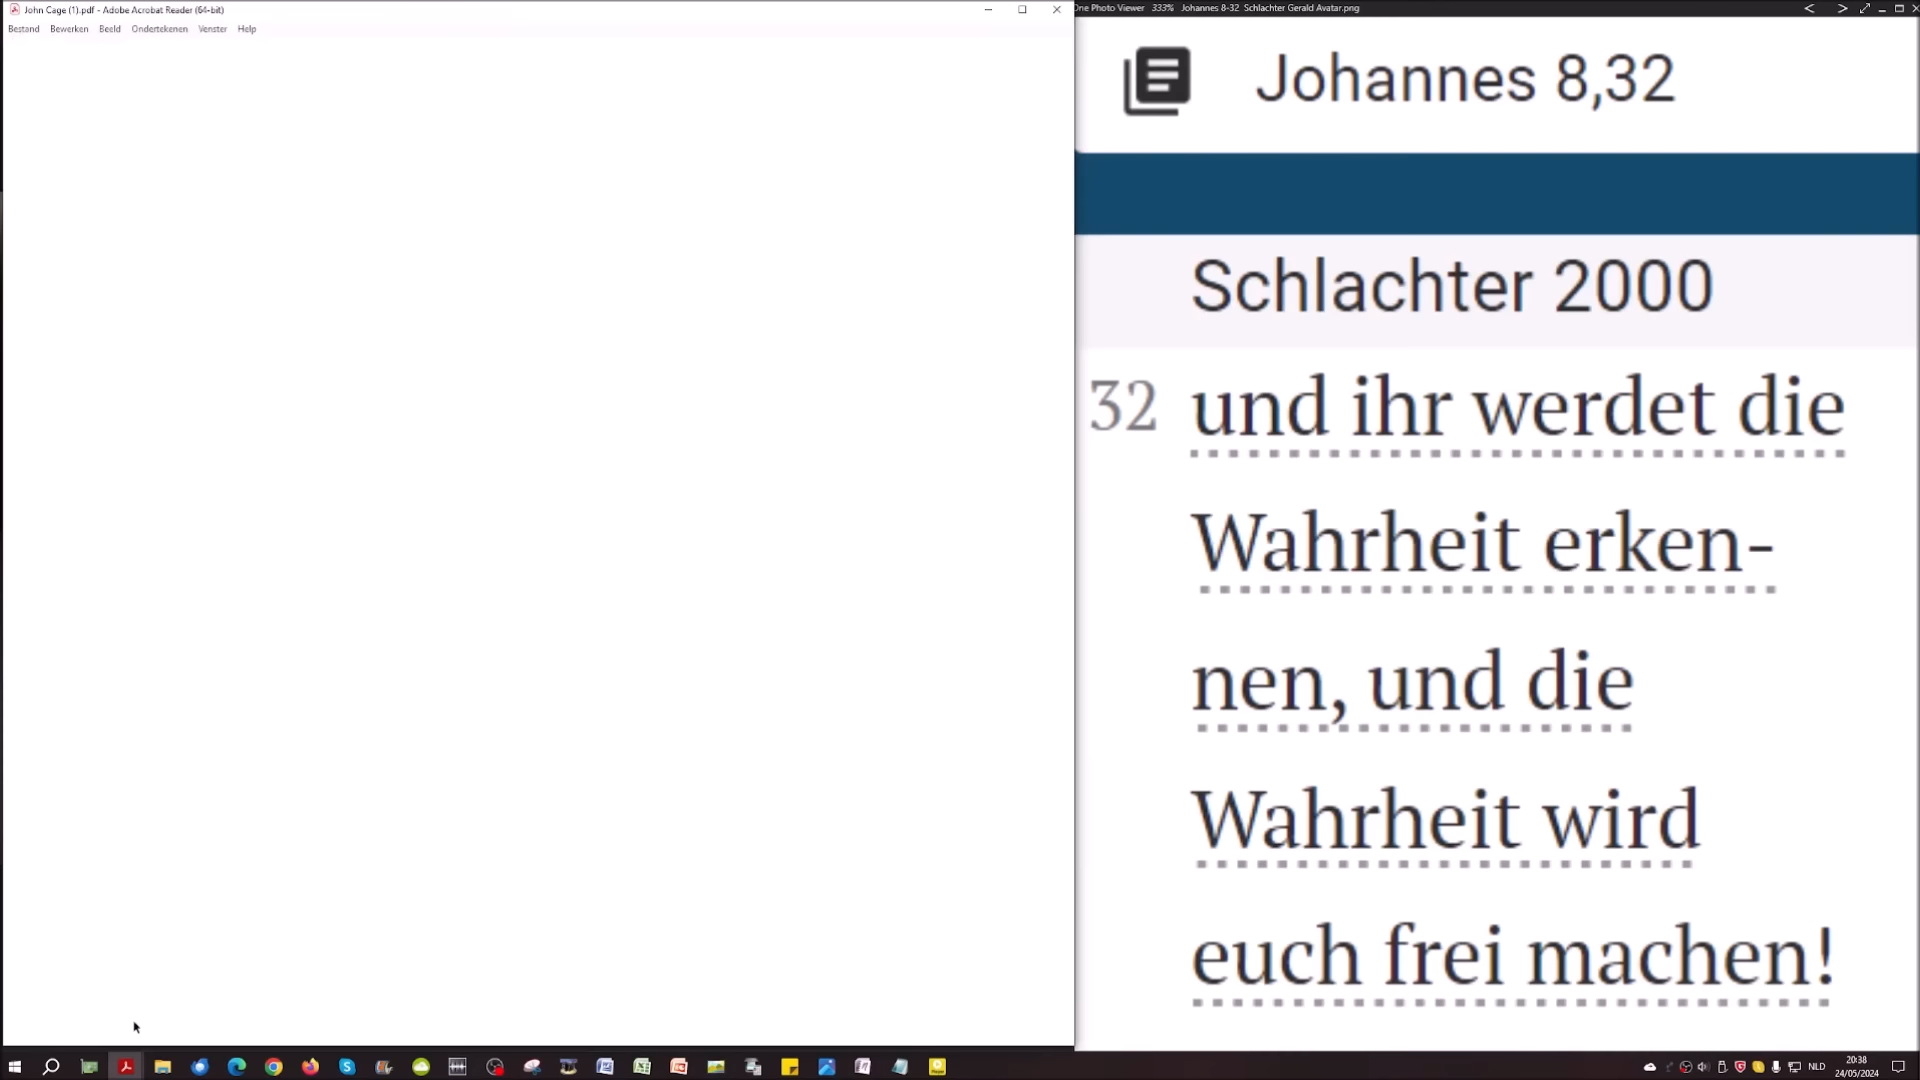 John Cage (1).pdf - Adobe Acrobat Reader (64-bit)
Bestand Bewerken Beeld Ondertekenen Venster Help
One Photo Viewer 333% Johannes 8-32 Schlachter Gerald Avatar.png
Johannes 8,32
Schlachter 2000
32 und ihr werdet die
Wahrheit erken-
nen, und die
Wahrheit wird
euch frei machen!
NLD
20:38
24/05/2024